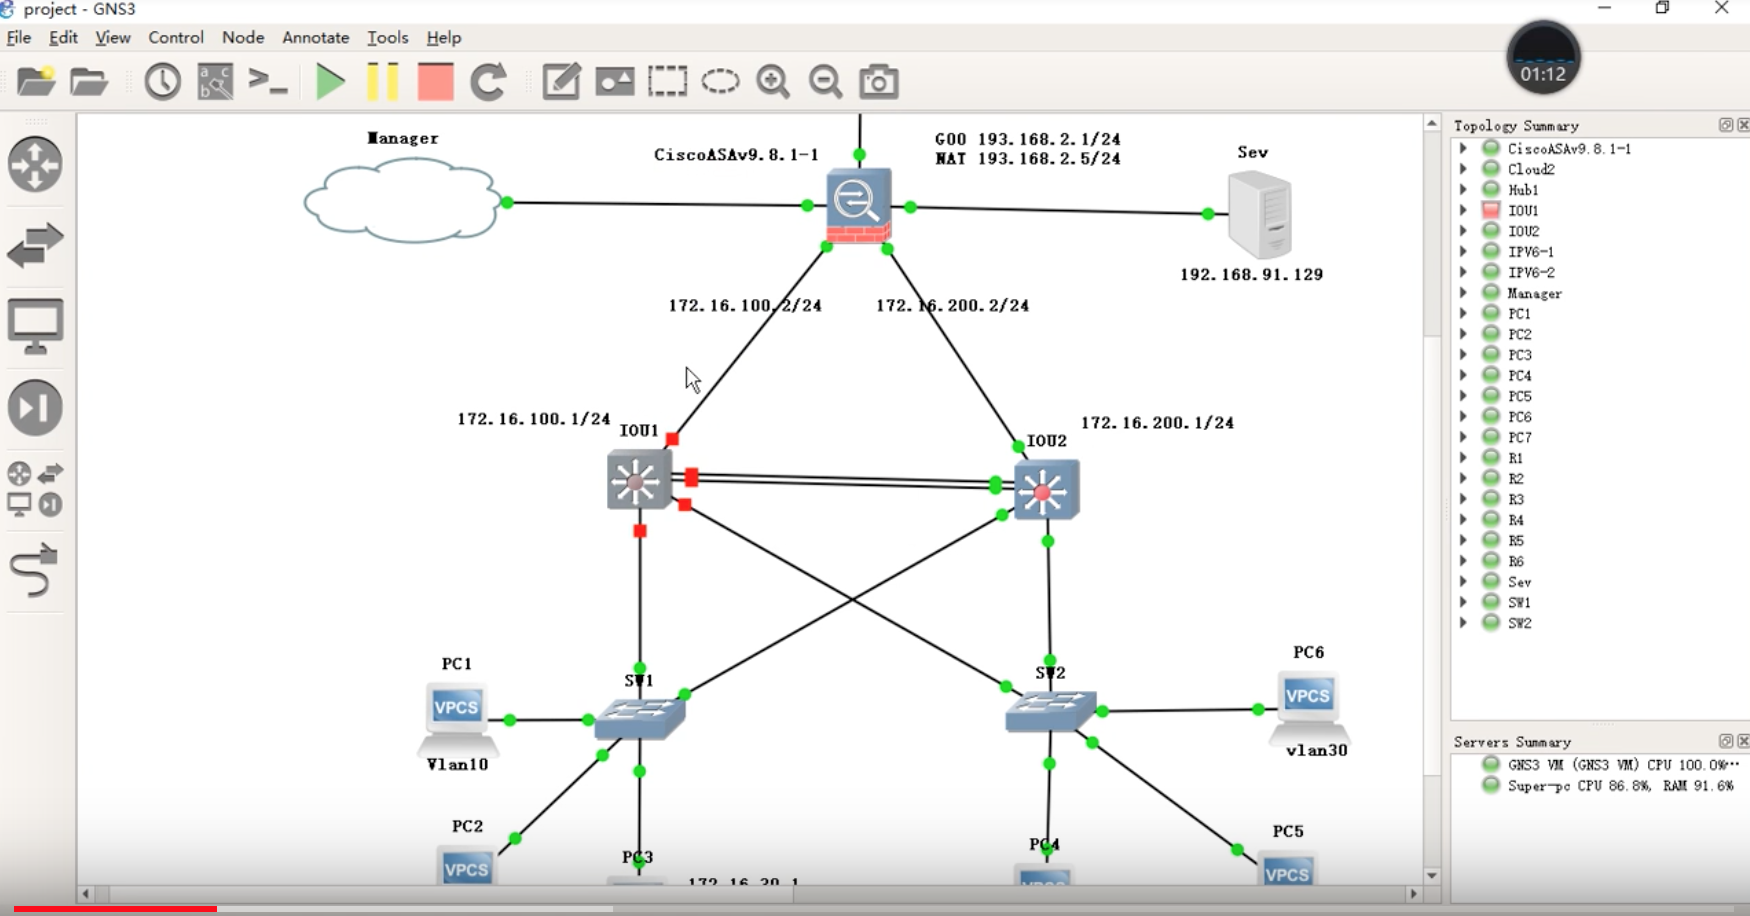 project - GNS3
File Edit View Control Node Annotate Tools Help
01:12
Manager
CiscoASAv9.8.1-1
G00 193.168.2.1/24
NAT 193.168.2.5/24
Sev
192.168.91.129
172.16.100.2/24
172.16.200.2/24
172.16.100.1/24
IOU1
IOU2
172.16.200.1/24
PC1
VPCS
Vlan10
SW1
SW2
PC6
VPCS
vlan30
PC2
VPCS
PC3
172.16.30.1
PC4
VPCS
PC5
VPCS
Topology Summary
CiscoASAv9.8.1-1
Cloud2
Hub1
IOU1
IOU2
IPV6-1
IPV6-2
Manager
PC1
PC2
PC3
PC4
PC5
PC6
PC7
R1
R2
R3
R4
R5
R6
Sev
SW1
SW2
Servers Summary
GNS3 VM (GNS3 VM) CPU 100.0%···
Super-pc CPU 86.8%, RAM 91.6%